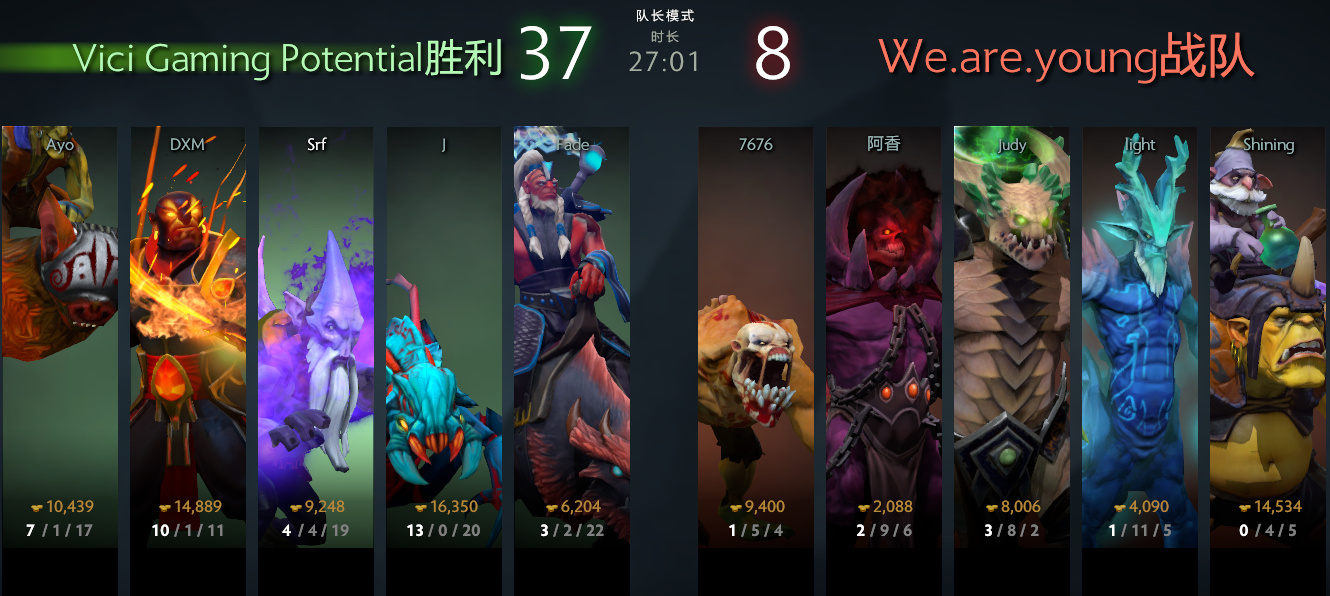 Vici Gaming Potential胜利
37
队长模式
时长
27:01
8
We.are.young战队
Ayo
DXM
Srf
J
Fade
7676
阿香
Judy
light
Shining
10,439
14,889
9,248
16,350
6,204
9,400
2,088
8,006
4,090
14,534
7 / 1 / 17
10 / 1 / 11
4 / 4 / 19
13 / 0 / 20
3 / 2 / 22
1 / 5 / 4
2 / 9 / 6
3 / 8 / 2
1 / 11 / 5
0 / 4 / 5